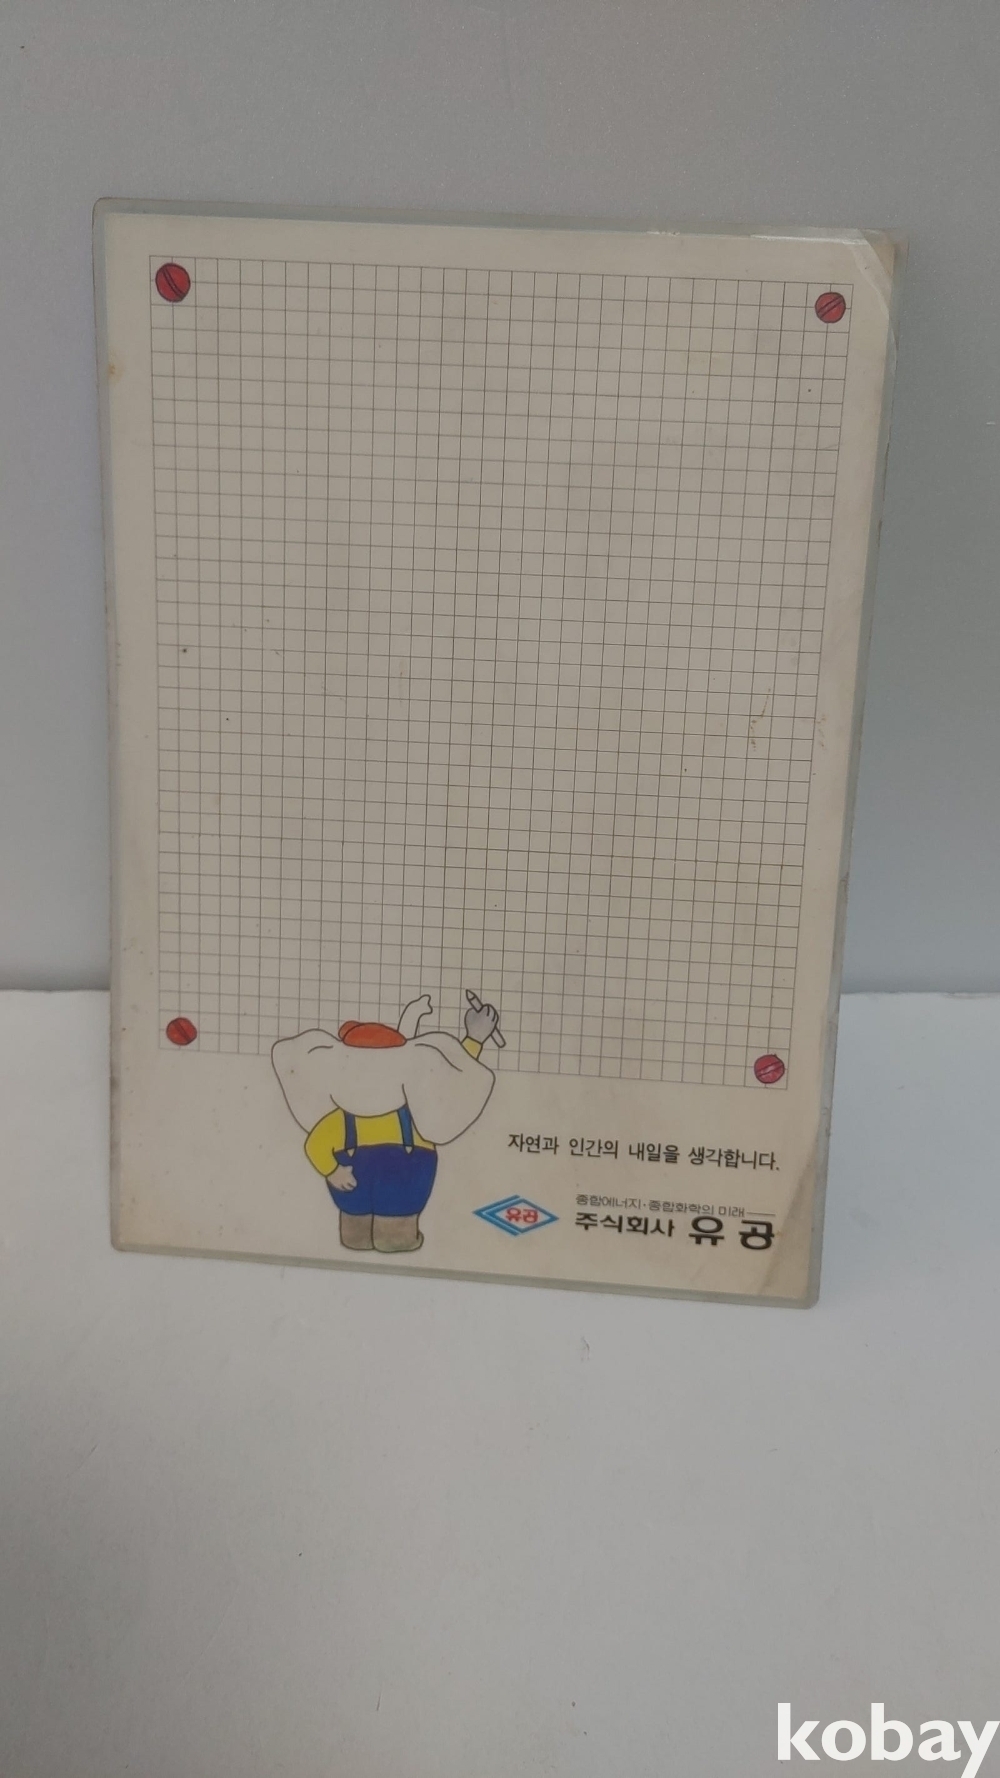 자연과 인간의 내일을 생각합니다.
종합에너지·종합화학의 미래
유공
주식회사 유공
kobay